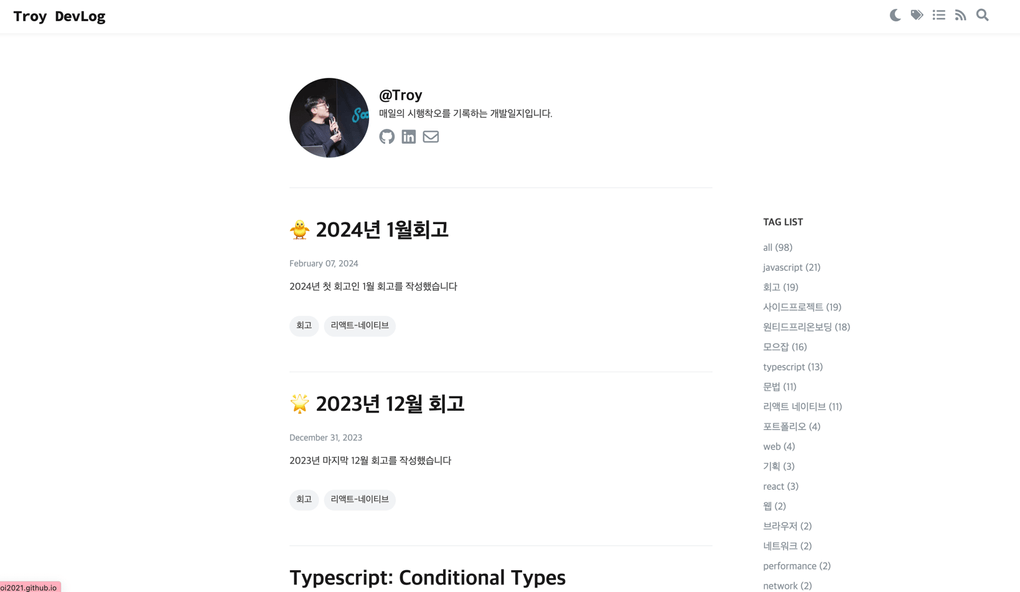 Troy DevLog
@Troy
매일의 시행착오를 기록하는 개발일지입니다.
🐥 2024년 1월회고
February 07, 2024
2024년 첫 회고인 1월 회고를 작성했습니다
회고 리액트-네이티브
🌟 2023년 12월 회고
December 31, 2023
2023년 마지막 12월 회고를 작성했습니다
회고 리액트-네이티브
Typescript: Conditional Types
TAG LIST
all (98)
javascript (21)
회고 (19)
사이드프로젝트 (19)
원티드프리온보딩 (18)
모으잡 (16)
typescript (13)
문법 (11)
리액트 네이티브 (11)
포트폴리오 (4)
web (4)
기획 (3)
react (3)
웹 (2)
브라우저 (2)
네트워크 (2)
performance (2)
network (2)
oi2021.github.io